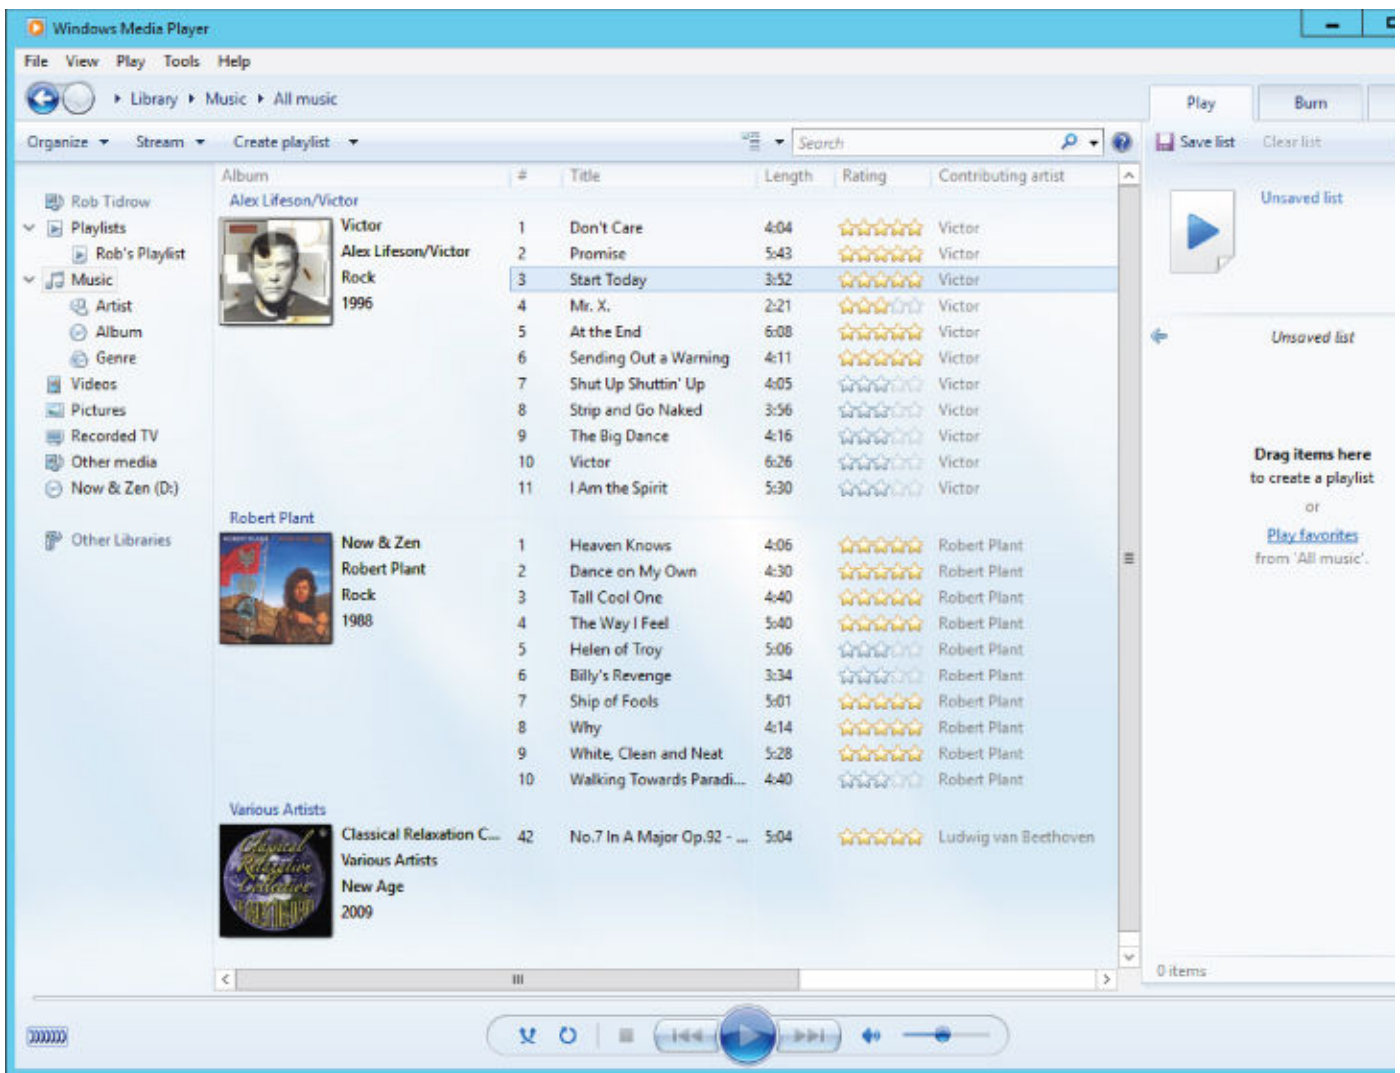 Windows Media Player
File View Play Tools Help
Library Music All music
Play Burn
Organize Stream Create playlist Search
Save list Clear list
Album # Title Length Rating Contributing artist
Rob Tidrow
Playlists
Rob's Playlist
Music
Artist
Album
Genre
Videos
Pictures
Recorded TV
Other media
Now & Zen (D:)
Other Libraries
Alex Lifeson/Victor
Victor
Alex Lifeson/Victor
Rock
1996
1 Don't Care 4:04 Victor
2 Promise 5:43 Victor
3 Start Today 3:52 Victor
4 Mr. X. 2:21 Victor
5 At the End 6:08 Victor
6 Sending Out a Warning 4:11 Victor
7 Shut Up Shuttin' Up 4:05 Victor
8 Strip and Go Naked 3:56 Victor
9 The Big Dance 4:16 Victor
10 Victor 6:26 Victor
11 I Am the Spirit 5:30 Victor
Robert Plant
Now & Zen
Robert Plant
Rock
1988
1 Heaven Knows 4:06 Robert Plant
2 Dance on My Own 4:30 Robert Plant
3 Tall Cool One 4:40 Robert Plant
4 The Way I Feel 5:40 Robert Plant
5 Helen of Troy 5:06 Robert Plant
6 Billy's Revenge 3:34 Robert Plant
7 Ship of Fools 5:01 Robert Plant
8 Why 4:14 Robert Plant
9 White, Clean and Neat 5:28 Robert Plant
10 Walking Towards Paradi... 4:40 Robert Plant
Various Artists
Classical Relaxation C...
Various Artists
New Age
2009
42 No.7 In A Major Op.92 - ... 5:04 Ludwig van Beethoven
Classical
Relaxation
Collection
Unsaved list
Unsaved list
Drag items here
to create a playlist
or
Play favorites
from 'All music'.
0 items